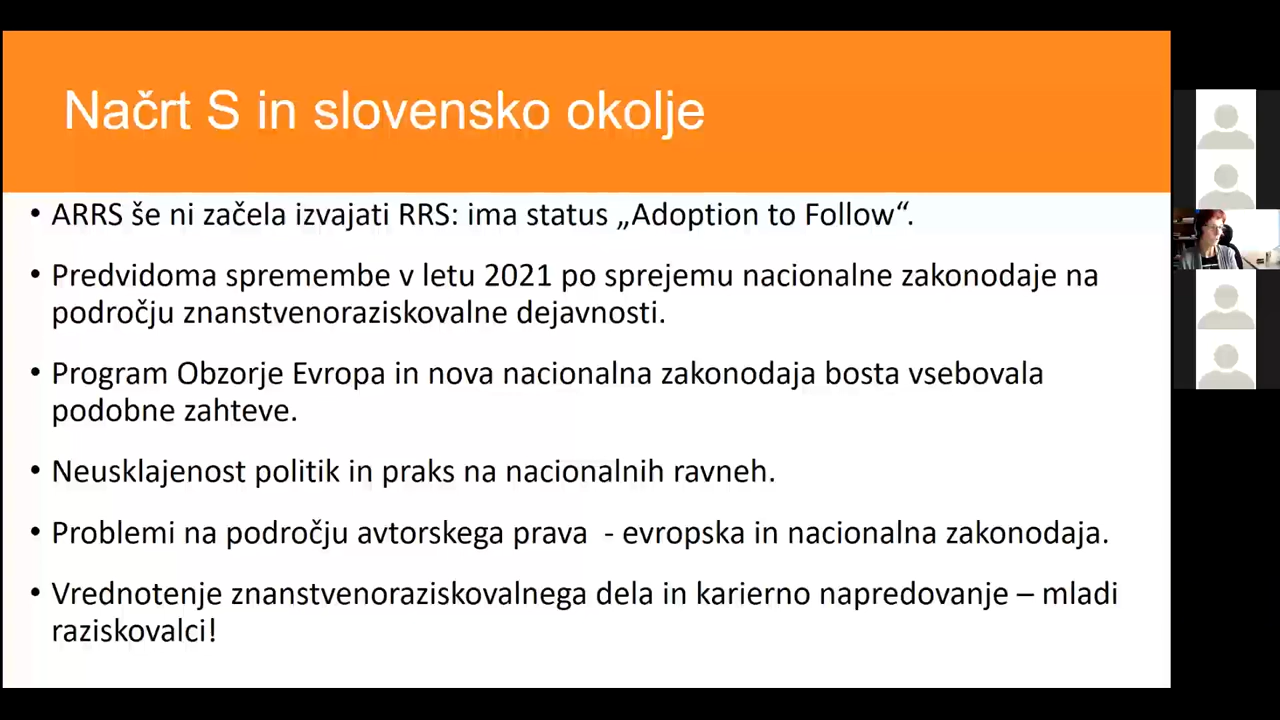 Načrt S in slovensko okolje
• ARRS še ni začela izvajati RRS: ima status „Adoption to Follow“.
• Predvidoma spremembe v letu 2021 po sprejemu nacionalne zakonodaje na
področju znanstvenoraziskovalne dejavnosti.
• Program Obzorje Evropa in nova nacionalna zakonodaja bosta vsebovala
podobne zahteve.
• Neusklajenost politik in praks na nacionalnih ravneh.
• Problemi na področju avtorskega prava - evropska in nacionalna zakonodaja.
• Vrednotenje znanstvenoraziskovalnega dela in karierno napredovanje – mladi
raziskovalci!